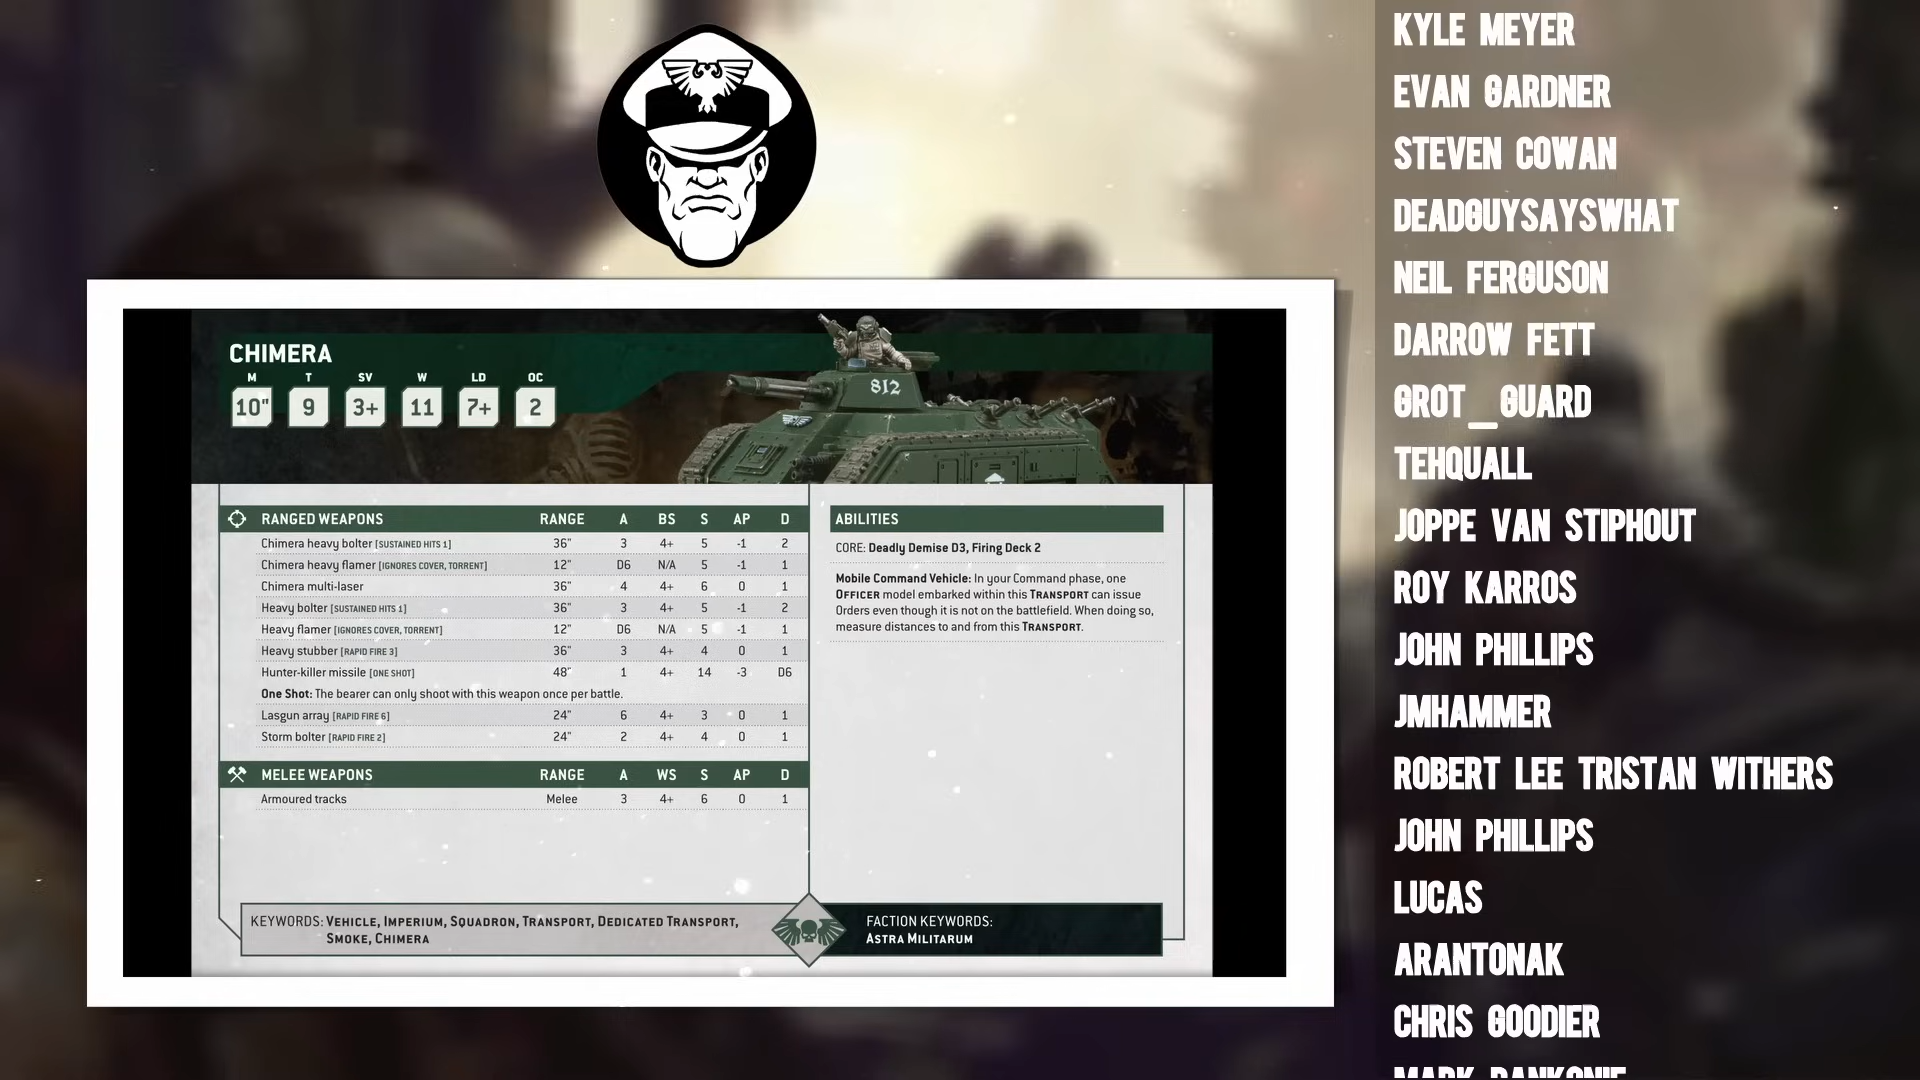 CHIMERA
M T SV W LD OC
10" 9 3+ 11 7+ 2
812
RANGED WEAPONS RANGE A BS S AP D
Chimera heavy bolter [SUSTAINED HITS 1] 36" 3 4+ 5 -1 2
Chimera heavy flamer [IGNORES COVER, TORRENT] 12" D6 N/A 5 -1 1
Chimera multi-laser 36" 4 4+ 6 0 1
Heavy bolter [SUSTAINED HITS 1] 36" 3 4+ 5 -1 2
Heavy flamer [IGNORES COVER, TORRENT] 12" D6 N/A 5 -1 1
Heavy stubber [RAPID FIRE 3] 36" 3 4+ 4 0 1
Hunter-killer missile [ONE SHOT] 48" 1 4+ 14 -3 D6
One Shot: The bearer can only shoot with this weapon once per battle.
Lasgun array [RAPID FIRE 6] 24" 6 4+ 3 0 1
Storm bolter [RAPID FIRE 2] 24" 2 4+ 4 0 1
MELEE WEAPONS RANGE A WS S AP D
Armoured tracks Melee 3 4+ 6 0 1
ABILITIES
CORE: Deadly Demise D3, Firing Deck 2
Mobile Command Vehicle: In your Command phase, one
OFFICER model embarked within this TRANSPORT can issue
Orders even though it is not on the battlefield. When doing so,
measure distances to and from this TRANSPORT.
KEYWORDS: VEHICLE, IMPERIUM, SQUADRON, TRANSPORT, DEDICATED TRANSPORT,
SMOKE, CHIMERA
FACTION KEYWORDS:
ASTRA MILITARUM
KYLE MEYER
EVAN GARDNER
STEVEN COWAN
DEADGUYSAYSWHAT
NEIL FERGUSON
DARROW FETT
GROT__GUARD
TEHQUALL
JOPPE VAN STIPHOUT
ROY KARROS
JOHN PHILLIPS
JMHAMMER
ROBERT LEE TRISTAN WITHERS
JOHN PHILLIPS
LUCAS
ARANTONAK
CHRIS GOODIER